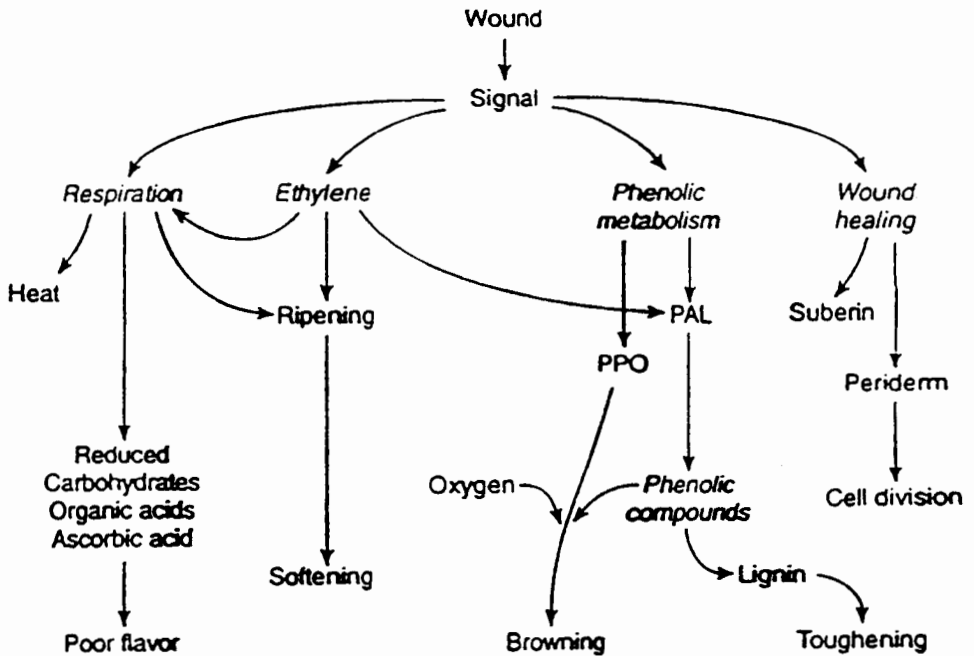 Wound
Signal
Respiration
Ethylene
Phenolic
metabolism
Wound
healing
Heat
Ripening
PAL
Suberin
PPO
Periderm
Reduced
Carbohydrates
Organic acids
Ascorbic acid
Oxygen
Phenolic
compounds
Cell division
Softening
Lignin
Poor flavor
Browning
Toughening